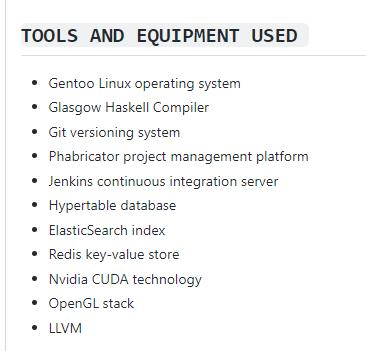 TOOLS AND EQUIPMENT USED
Gentoo Linux operating system
Glasgow Haskell Compiler
Git versioning system
Phabricator project management platform
Jenkins continuous integration server
Hypertable database
ElasticSearch index
Redis key-value store
Nvidia CUDA technology
OpenGL stack
LLVM